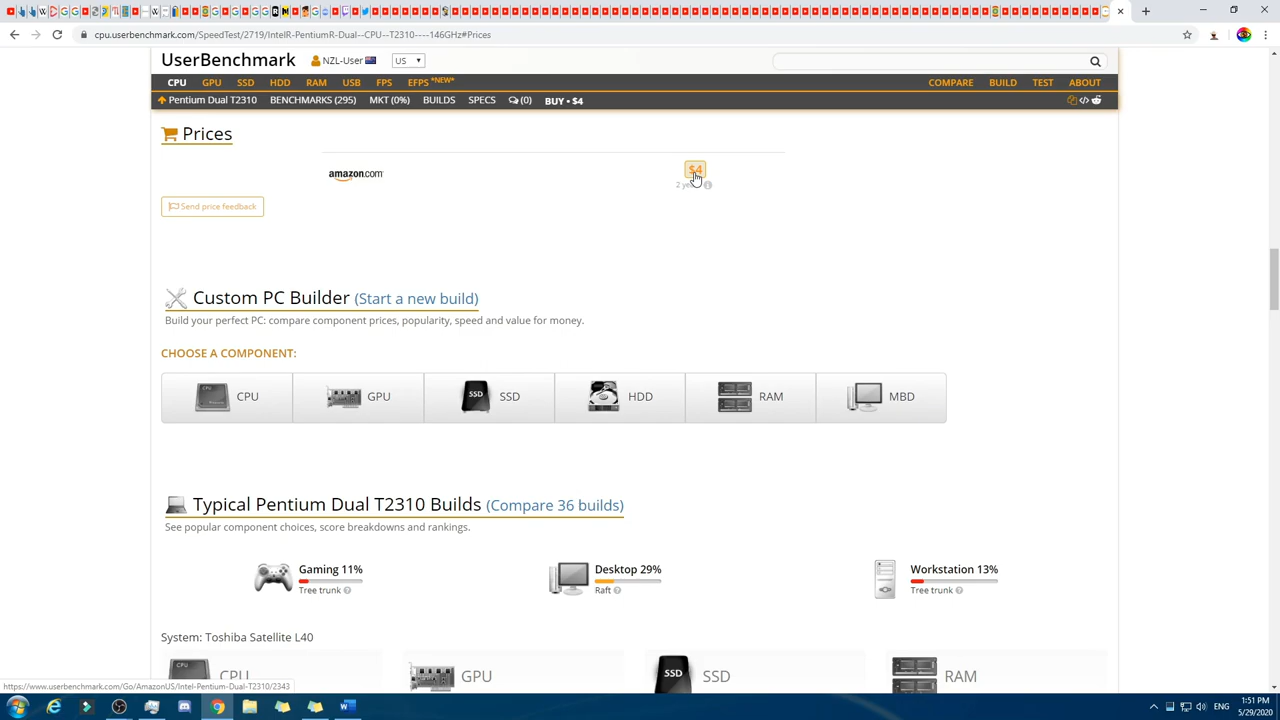 cpu.userbenchmark.com/SpeedTest/2719/IntelR-PentiumR-Dual--CPU--T2310----146GHz#Prices
UserBenchmark NZL-User US
CPU GPU SSD HDD RAM USB FPS EFPS *NEW* COMPARE BUILD TEST ABOUT
Pentium Dual T2310 BENCHMARKS (295) MKT (0%) BUILDS SPECS (0) BUY • $4
Prices
amazon.com $4
2
Send price feedback
Custom PC Builder (Start a new build)
Build your perfect PC: compare component prices, popularity, speed and value for money.
CHOOSE A COMPONENT:
CPU GPU SSD SSD HDD RAM MBD
Typical Pentium Dual T2310 Builds (Compare 36 builds)
See popular component choices, score breakdowns and rankings.
Gaming 11% Desktop 29% Workstation 13%
Tree trunk Raft Tree trunk
System: Toshiba Satellite L40
CPU CPU GPU SSD SSD RAM
https://www.userbenchmark.com/Go/AmazonUS/Intel-Pentium-Dual-T2310/2343
ENG 1:51 PM
5/29/2020